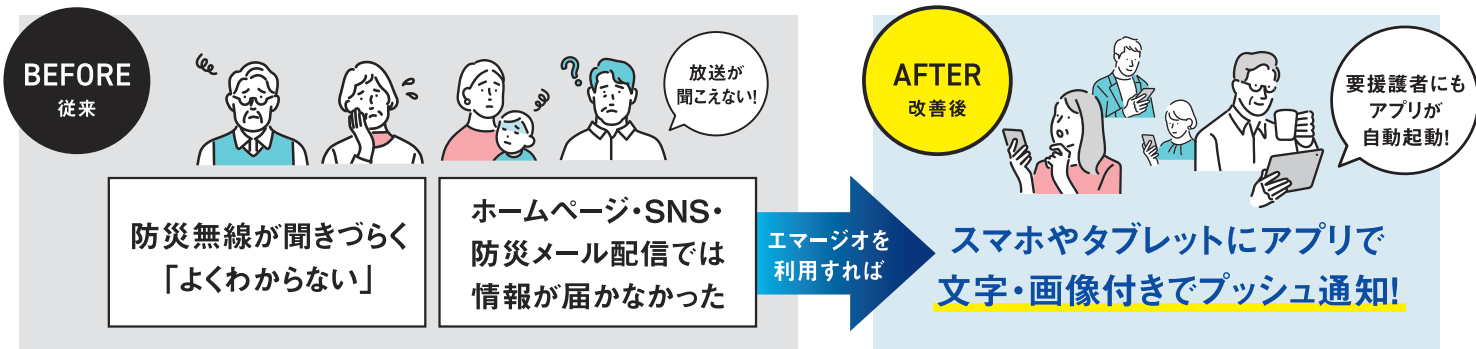 BEFORE
従来
放送が
聞こえない!
防災無線が聞きづらく
「よくわからない」
ホームページ・SNS・
防災メール配信では
情報が届かなかった
エマージオを
利用すれば
AFTER
改善後
要援護者にも
アプリが
自動起動!
スマホやタブレットにアプリで
文字・画像付きでプッシュ通知!